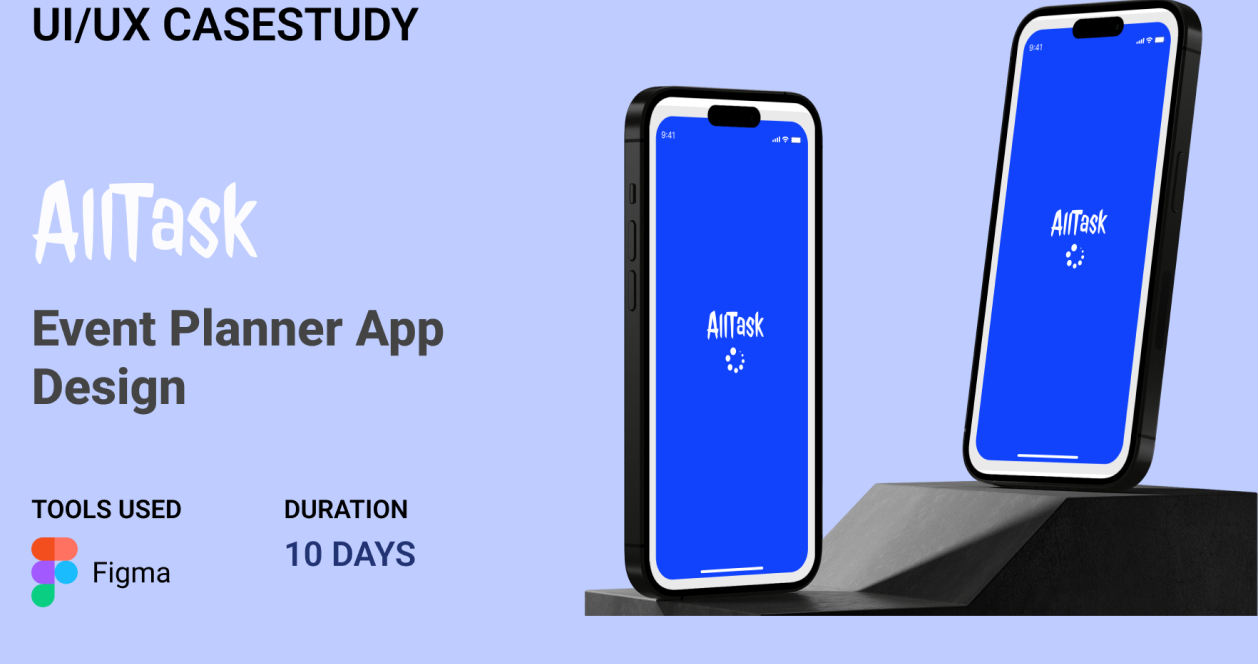 UI/UX CASESTUDY
AllTask
Event Planner App
Design
TOOLS USED
Figma
DURATION
10 DAYS
9:41
AllTask
9:41
AllTask